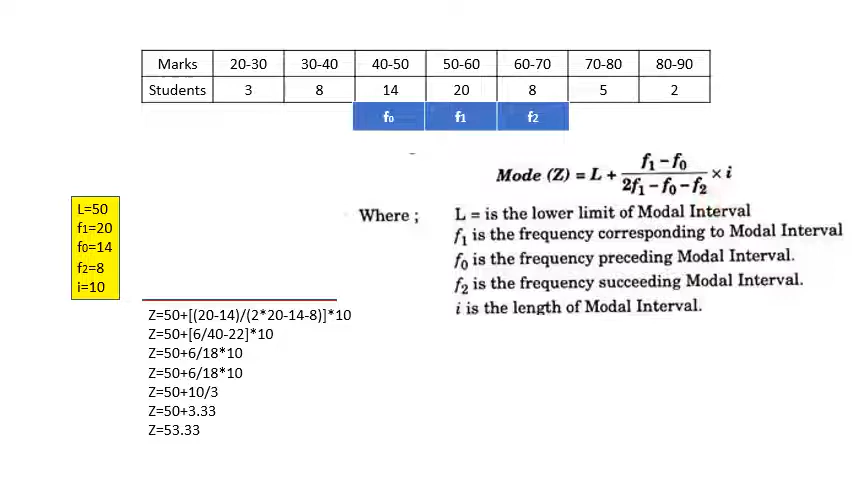 Marks 20-30 30-40 40-50 50-60 60-70 70-80 80-90
Students 3 8 14 20 8 5 2
f₀ f₁ f₂
Mode (Z) = L + (f₁ − f₀)/(2f₁ − f₀ − f₂) × i
Where ; L = is the lower limit of Modal Interval
f₁ is the frequency corresponding to Modal Interval
f₀ is the frequency preceding Modal Interval.
f₂ is the frequency succeeding Modal Interval.
i is the length of Modal Interval.
L=50
f1=20
f0=14
f2=8
i=10
Z=50+[(20-14)/(2*20-14-8)]*10
Z=50+[6/40-22]*10
Z=50+6/18*10
Z=50+6/18*10
Z=50+10/3
Z=50+3.33
Z=53.33